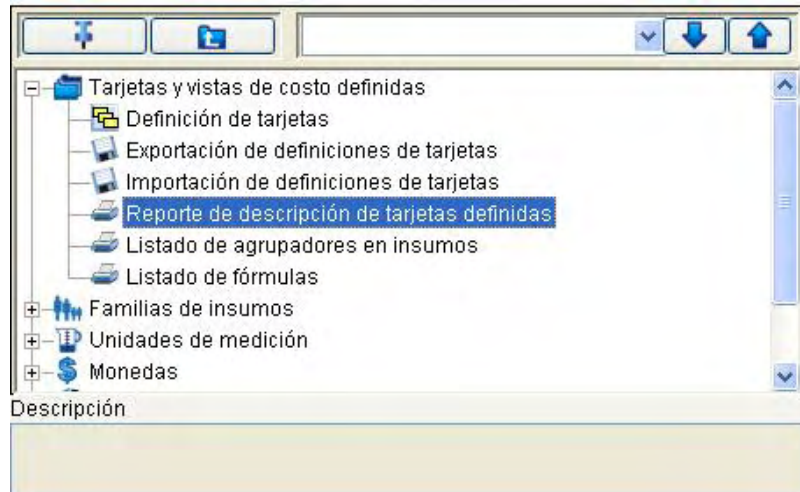 Tarjetas y vistas de costo definidas
Definición de tarjetas
Exportación de definiciones de tarjetas
Importación de definiciones de tarjetas
Reporte de descripción de tarjetas definidas
Listado de agrupadores en insumos
Listado de fórmulas
Familias de insumos
Unidades de medición
Monedas
Descripción